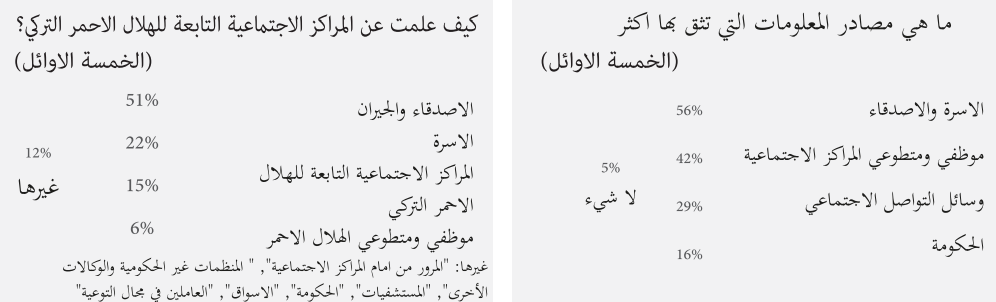 ما هي مصادر المعلومات التي تثق بها اكثر
(الخمسة الاوائل)
الاسرة والاصدقاء 56%
موظفي ومتطوعي المراكز الاجتماعية 42%
وسائل التواصل الاجتماعي 29%
الحكومة 16%
5%
لا شيء
كيف علمت عن المراكز الاجتماعية التابعة للهلال الاحمر التركي؟
(الخمسة الاوائل)
الاصدقاء والجيران 51%
الاسرة 22%
المراكز الاجتماعية التابعة للهلال 15%
الاحمر التركي
موظفي ومتطوعي الهلال الاحمر 6%
12%
غيرها
غيرها: "المرور من امام المراكز الاجتماعية", " المنظمات غير الحكومية والوكالات
الأخرى", "المستشفيات", "الحكومة", "الاسواق", "العاملين في مجال التوعية"